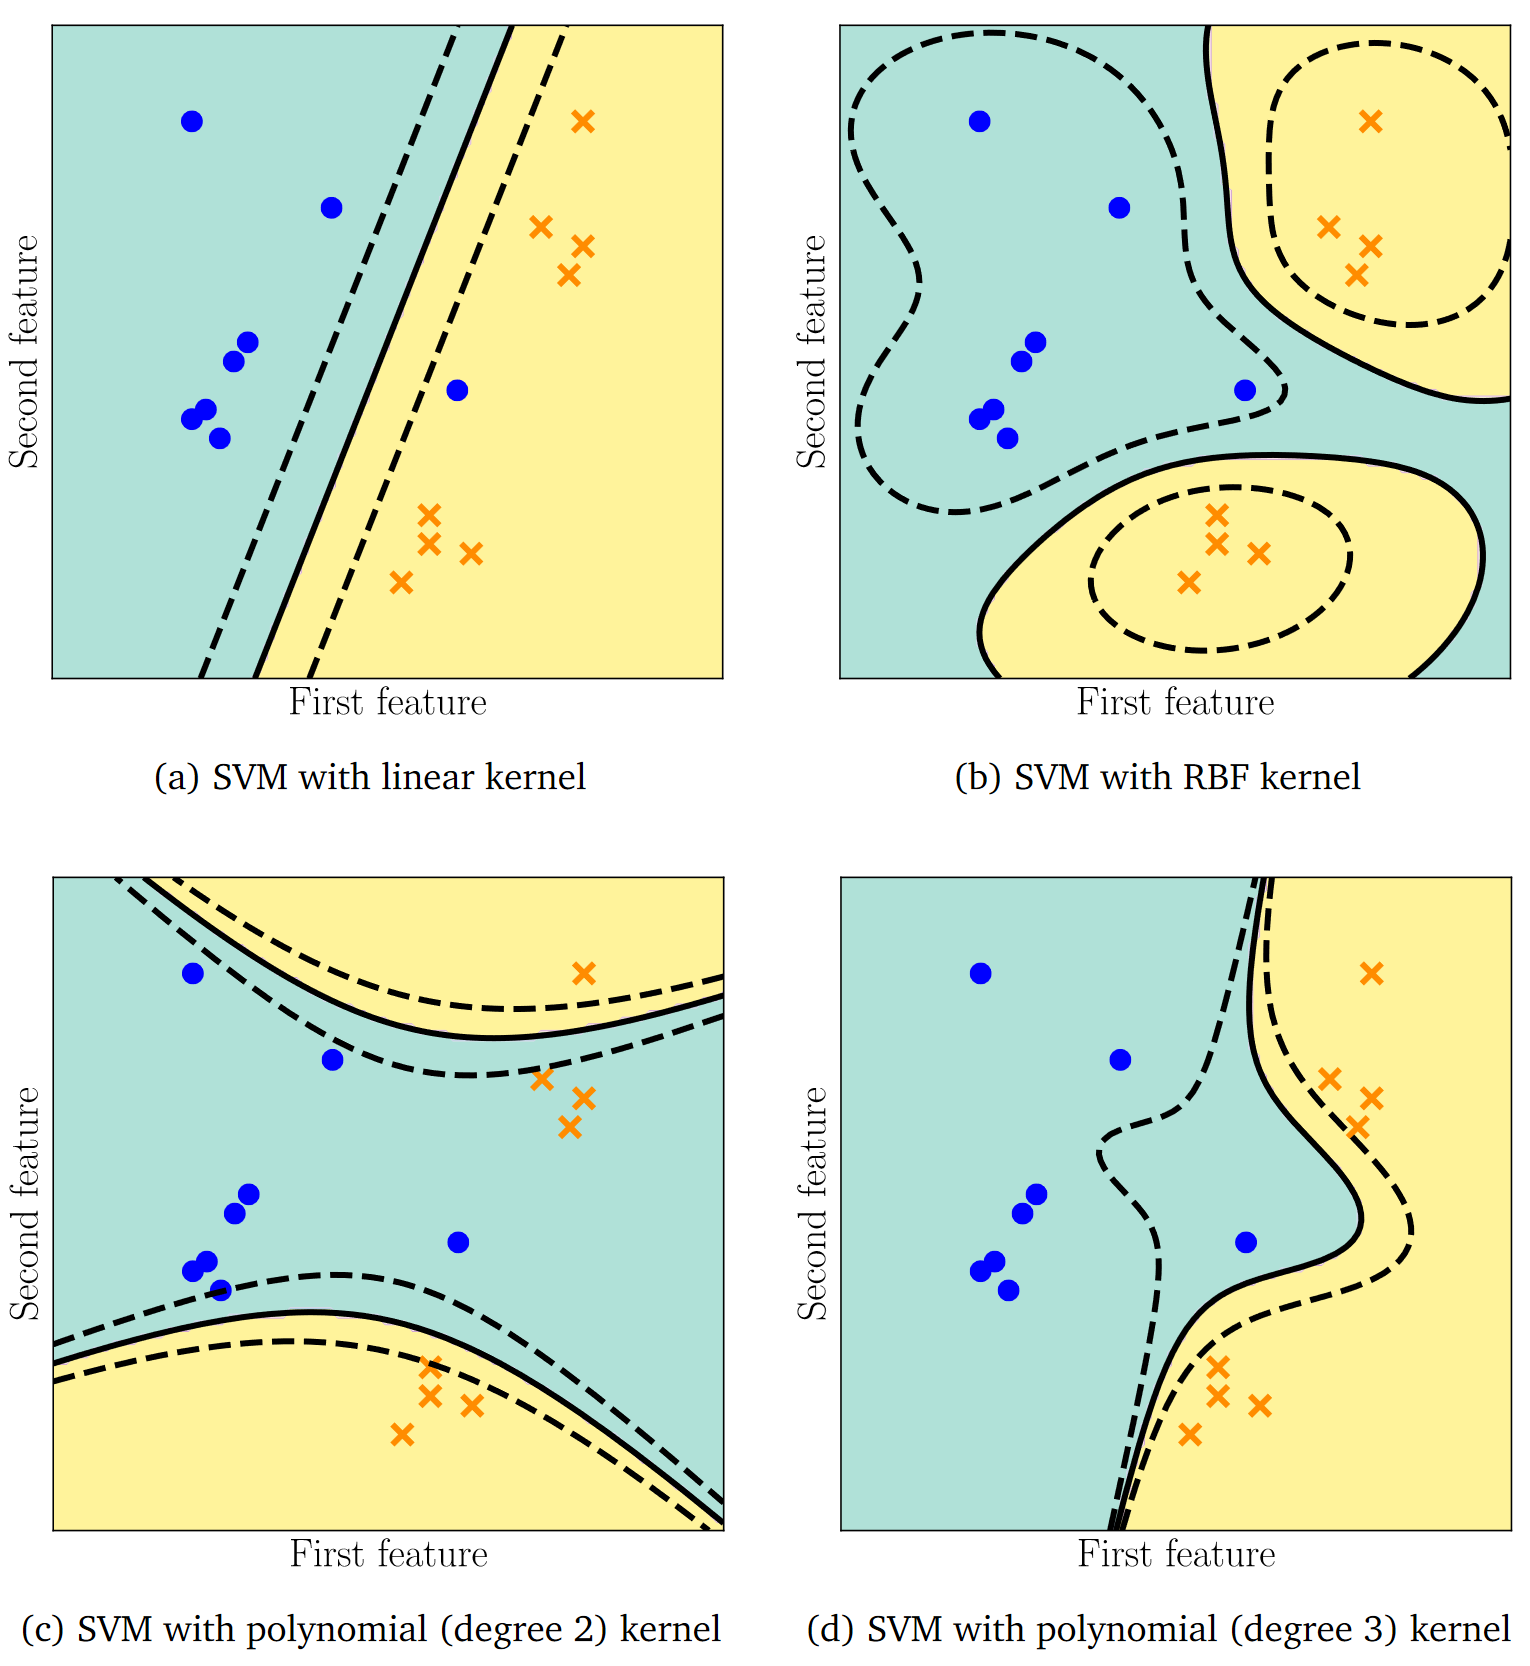 Second feature
First feature
(a) SVM with linear kernel
Second feature
First feature
(b) SVM with RBF kernel
Second feature
First feature
(c) SVM with polynomial (degree 2) kernel
Second feature
First feature
(d) SVM with polynomial (degree 3) kernel